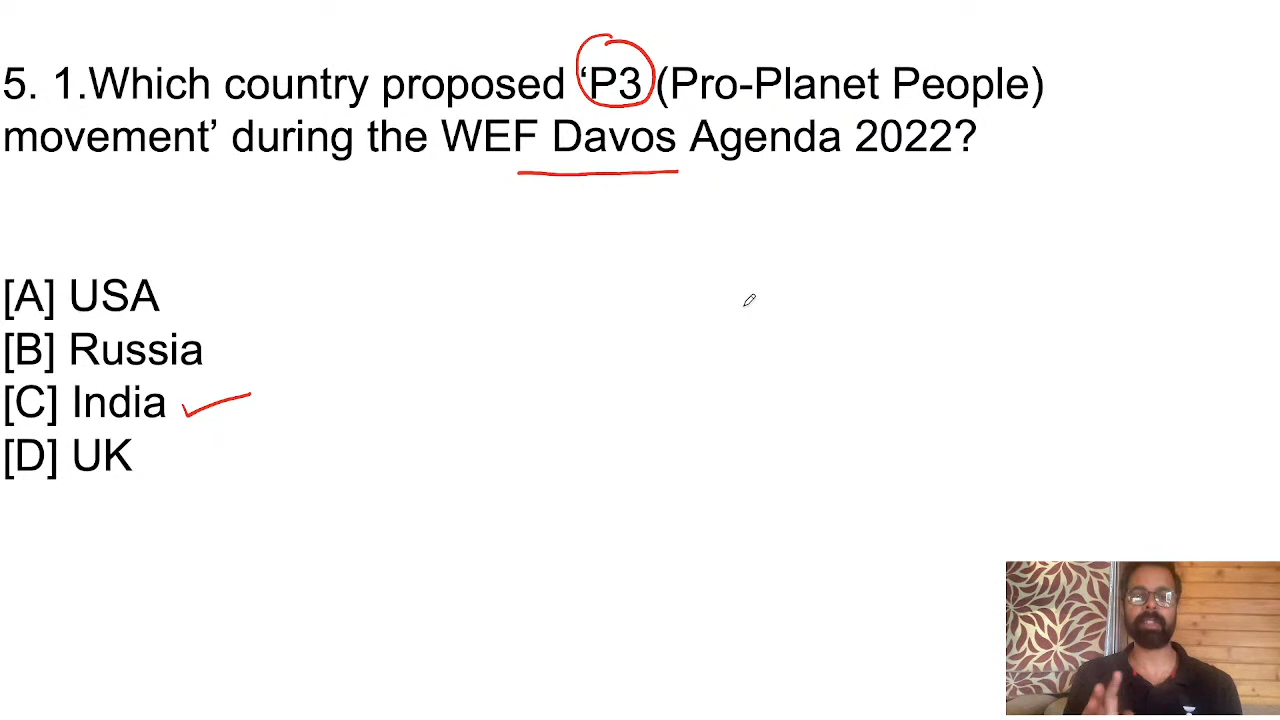 5. 1.Which country proposed ‘P3 (Pro-Planet People)
movement’ during the WEF Davos Agenda 2022?
[A] USA
[B] Russia
[C] India
[D] UK